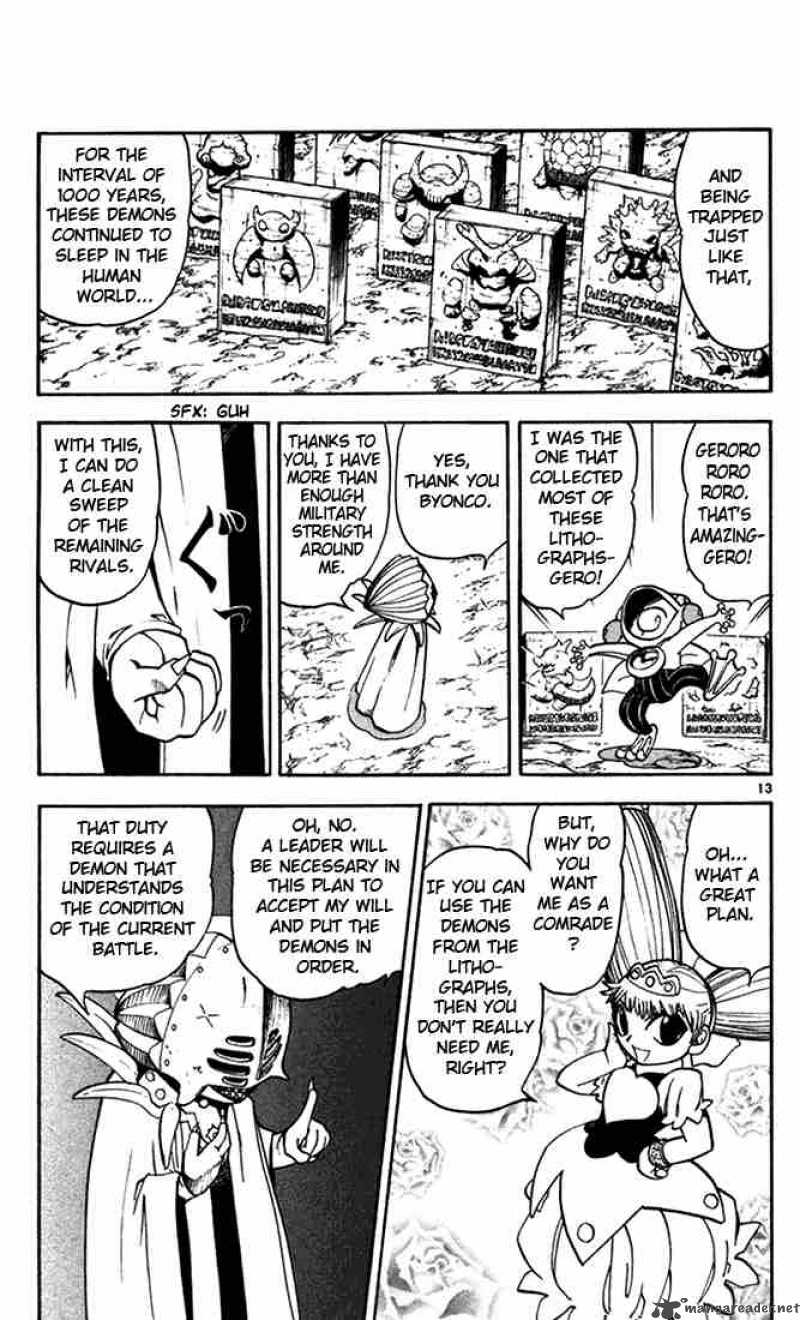 AND
BEING
TRAPPED
JUST
LIKE
THAT,
FOR THE
INTERVAL OF
1000 YEARS,
THESE DEMONS
CONTINUED TO
SLEEP IN THE
HUMAN
WORLD...
GERORO
RORO
RORO.
THAT'S
AMAZING-
GERO!
I WAS THE
ONE THAT
COLLECTED
MOST OF
THESE
LITHO-
GRAPHS-
GERO!
YES,
THANK YOU
BYONCO.
THANKS TO
YOU, I HAVE
MORE THAN
ENOUGH
MILITARY
STRENGTH
AROUND
ME.
SFX: GUH
WITH THIS,
I CAN DO
A CLEAN
SWEEP
OF THE
REMAINING
RIVALS.
ぐっ
13
OH...
WHAT A
GREAT
PLAN.
BUT,
WHY DO
YOU
WANT
ME AS A
COMRADE
?
IF YOU CAN
USE THE
DEMONS
FROM THE
LITHO-
GRAPHS,
THEN YOU
DON'T REALLY
NEED ME,
RIGHT?
OH, NO.
A LEADER WILL
BE NECESSARY IN
THIS PLAN TO
ACCEPT MY WILL
AND PUT THE
DEMONS IN
ORDER.
THAT DUTY
REQUIRES A
DEMON THAT
UNDERSTANDS
THE CONDITION
OF THE CURRENT
BATTLE.
mangareader.net